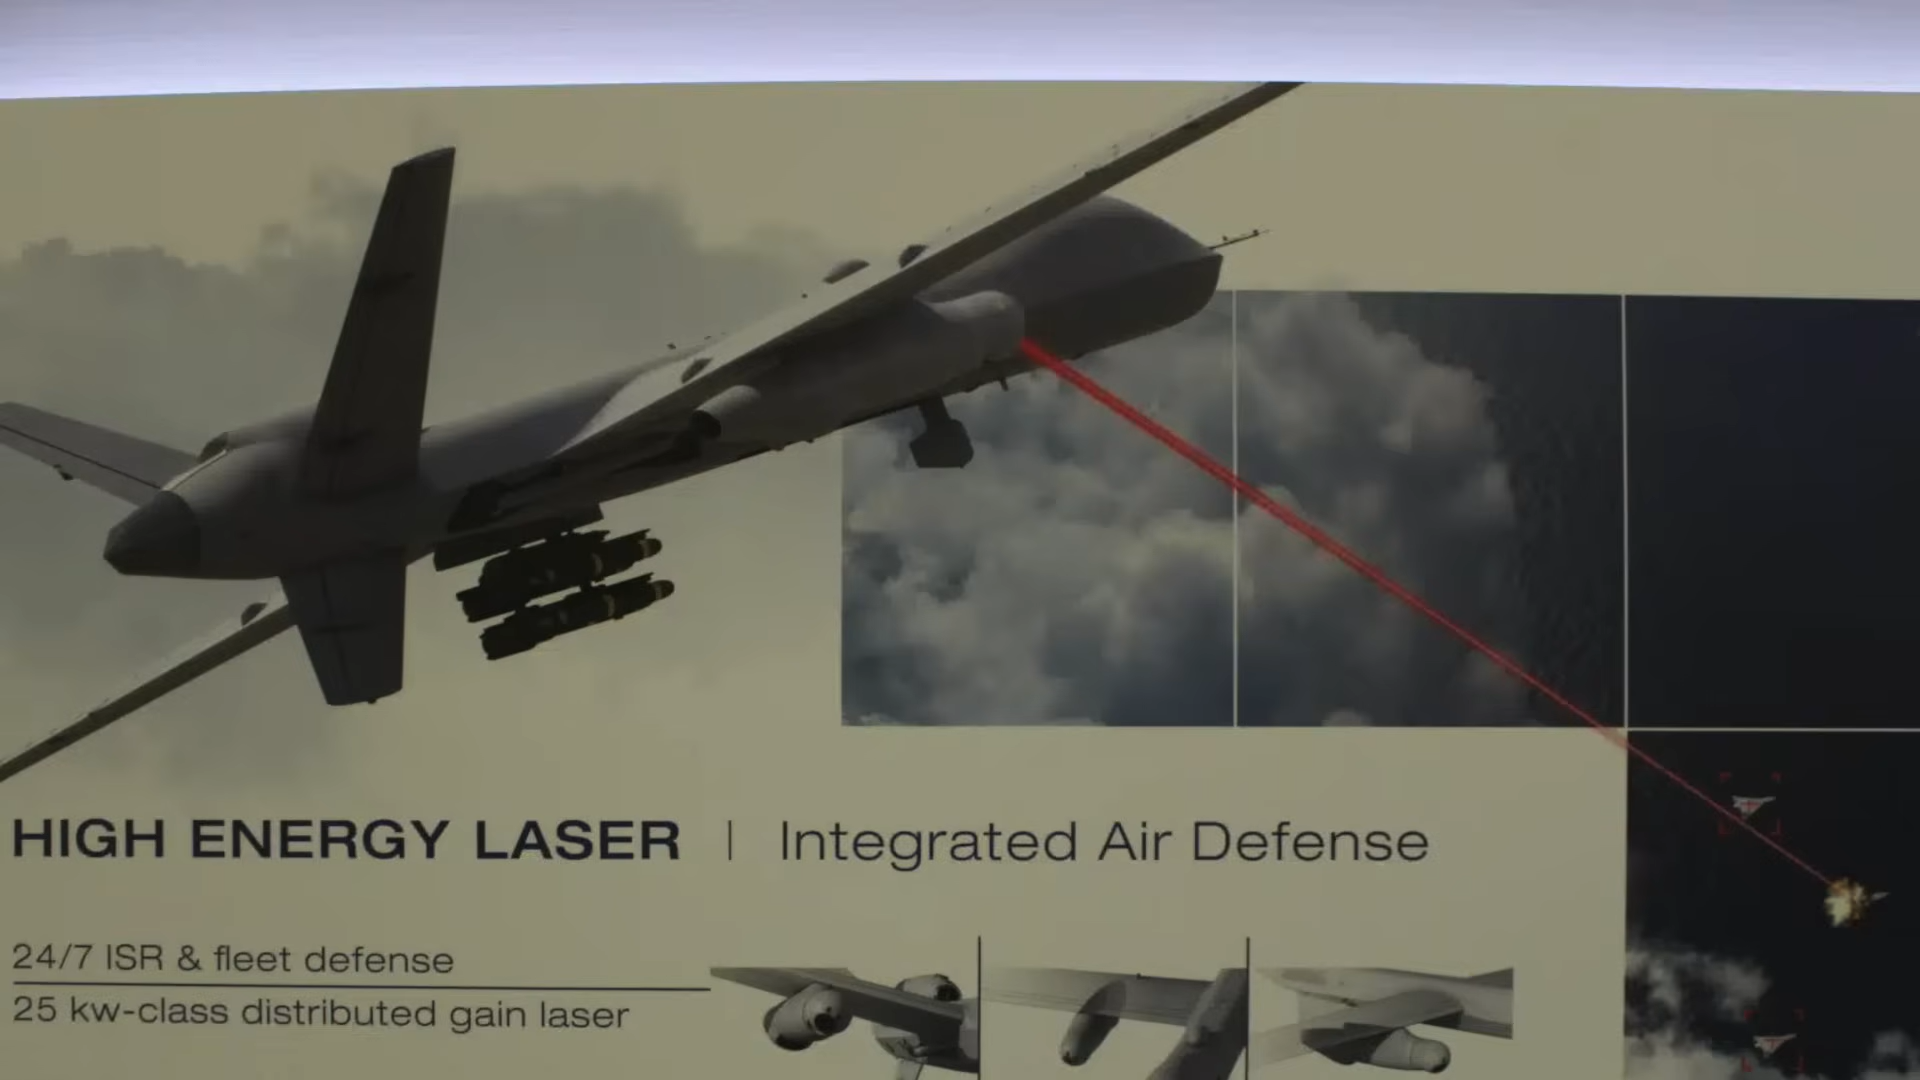 HIGH ENERGY LASER | Integrated Air Defense
24/7 ISR & fleet defense
25 kw-class distributed gain laser